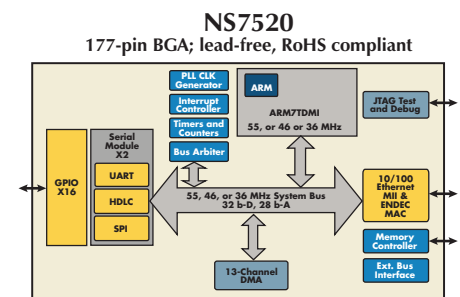 NS7520
177-pin BGA; lead-free, RoHS compliant
PLL CLK
Generator
Interrupt
Controller
Timers and
Counters
Bus Arbiter
ARM
ARM7TDMI
55, or 46 or 36 MHz
JTAG Test
and Debug
GPIO
X16
Serial
Module
X2
UART
HDLC
SPI
55, 46, or 36 MHz System Bus
32 b-D, 28 b-A
10/100
Ethernet
MII &
ENDEC
MAC
Memory
Controller
Ext. Bus
Interface
13-Channel
DMA